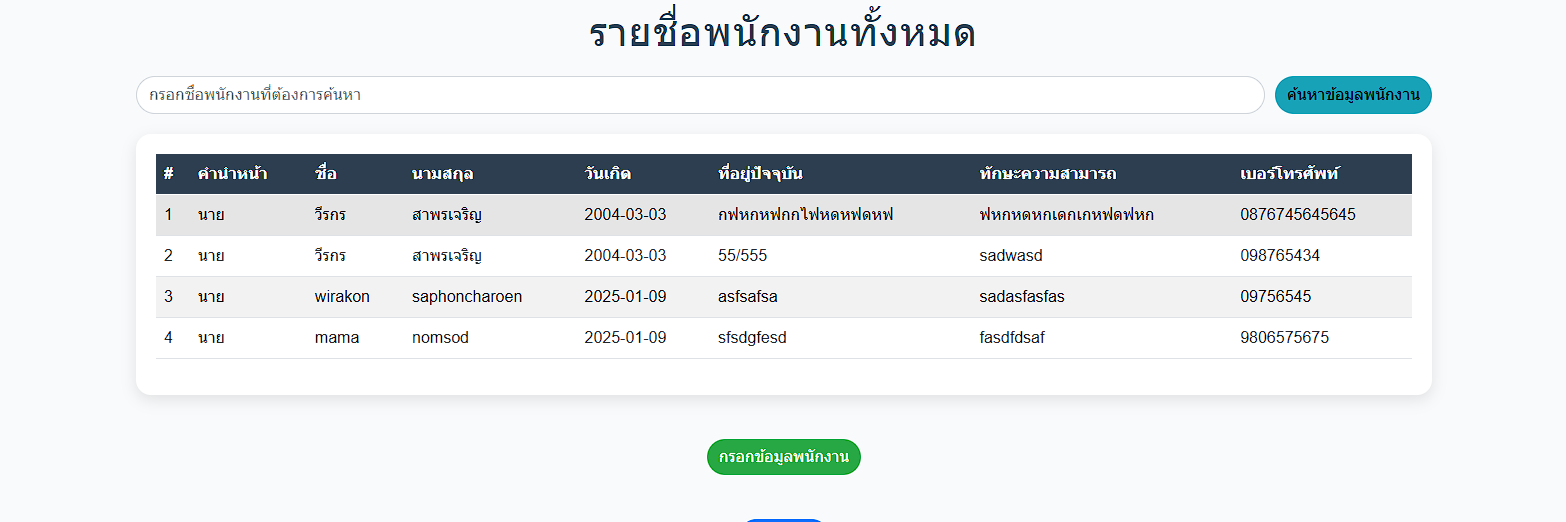 รายชื่อพนักงานทั้งหมด
กรอกชื่อพนักงานที่ต้องการค้นหา ค้นหาข้อมูลพนักงาน
# คำนำหน้า ชื่อ นามสกุล วันเกิด ที่อยู่ปัจจุบัน ทักษะความสามารถ เบอร์โทรศัพท์
1 นาย วีรกร สาพรเจริญ 2004-03-03 กฟหกหฟกกไฟหดหฟดหฟ ฟหกหดหกเดกเกหฟดฟหก 0876745645645
2 นาย วีรกร สาพรเจริญ 2004-03-03 55/555 sadwasd 098765434
3 นาย wirakon saphoncharoen 2025-01-09 asfsafsa sadasfasfas 09756545
4 นาย mama nomsod 2025-01-09 sfsdgfesd fasdfdsaf 9806575675
กรอกข้อมูลพนักงาน